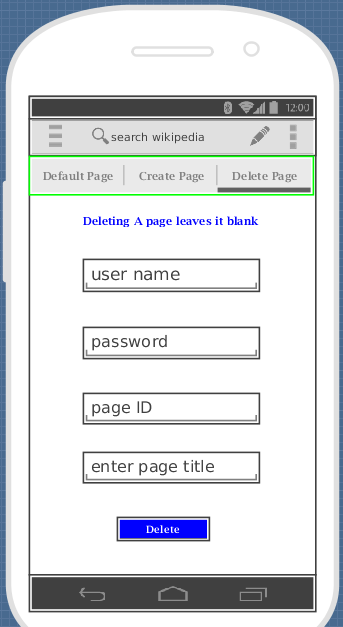 12:00
search wikipedia
Default Page Create Page Delete Page
Deleting A page leaves it blank
user name
password
page ID
enter page title
Delete